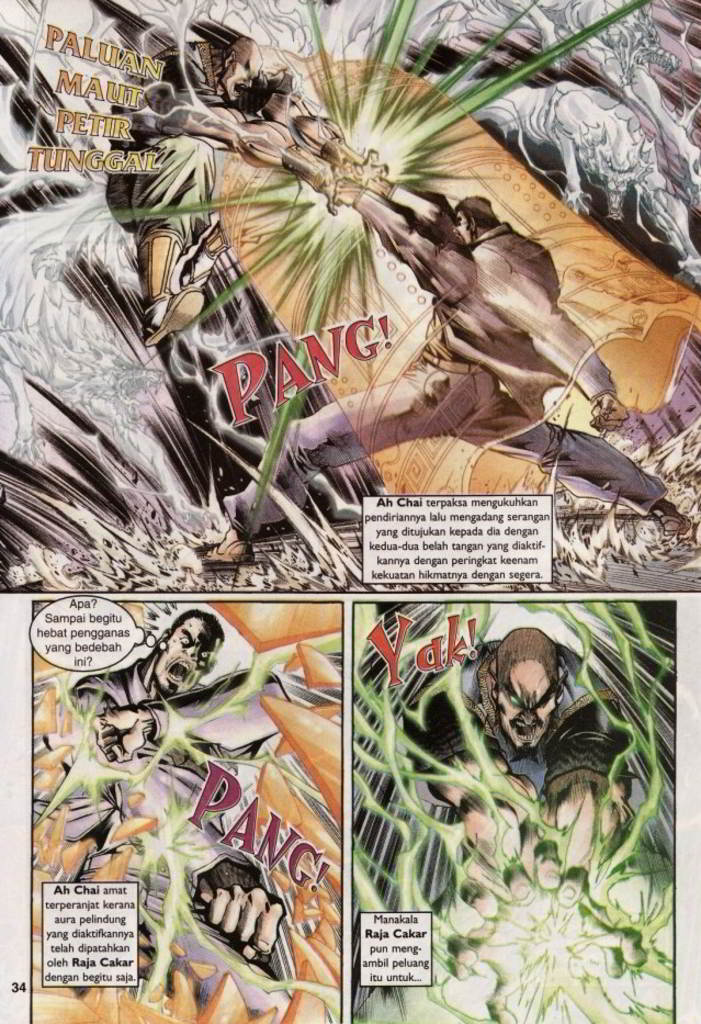 PALUAN
MAUT
PETIR
TUNGGAL
PANG!
Ah Chai terpaksa mengukuhkan
pendiriannya lalu mengadang serangan
yang ditujukan kepada dia dengan
kedua-dua belah tangan yang diaktif-
kannya dengan peringkat keenam
kekuatan hikmatnya dengan segera.
Apa?
Sampai begitu
hebat pengganas
yang bedebah
ini?
PANG!
Ah Chai amat
terperanjat kerana
aura pelindung
yang diaktifkannya
telah dipatahkan
oleh Raja Cakar
dengan begitu saja.
Yak!
Manakala
Raja Cakar
pun meng-
ambil peluang
itu untuk...
34